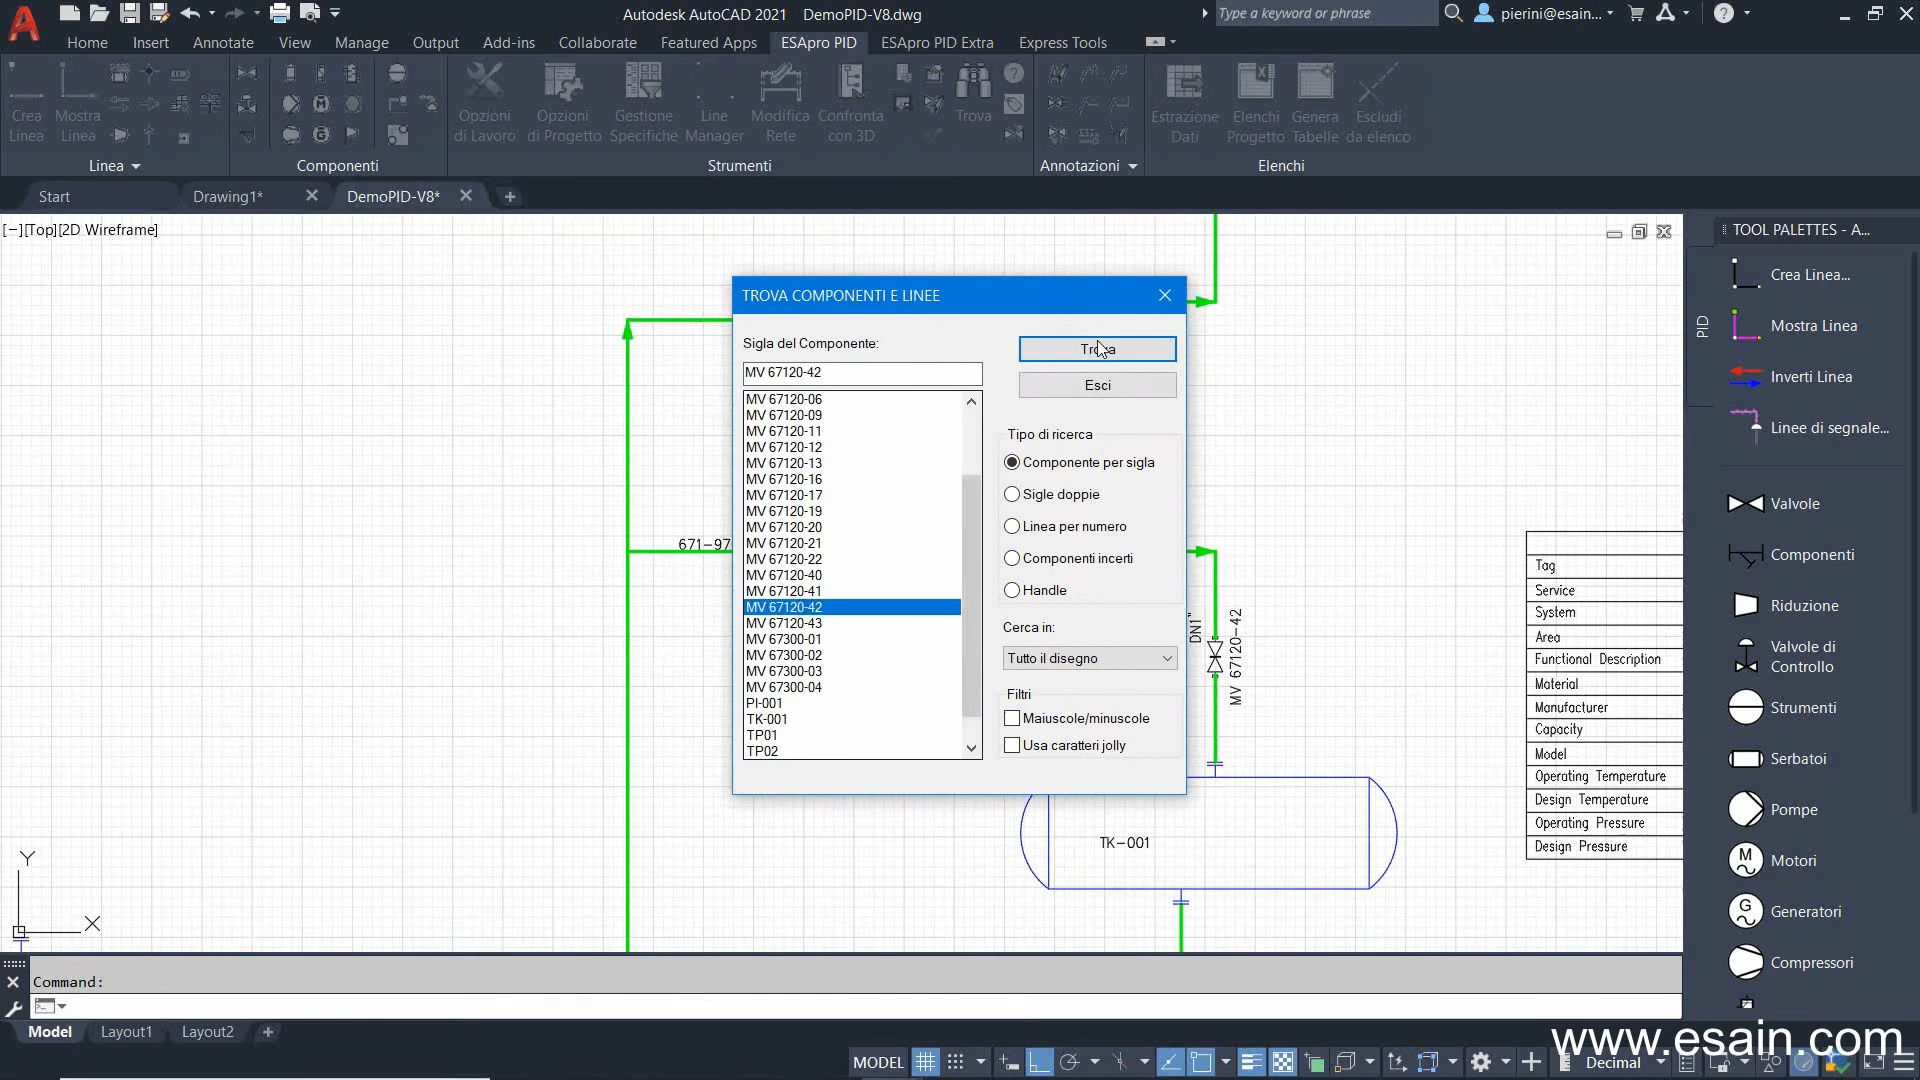 Autodesk AutoCAD 2021 DemoPID-V8.dwg
Type a keyword or phrase
pierini@esain...
Home Insert Annotate View Manage Output Add-ins Collaborate Featured Apps ESApro PID ESApro PID Extra Express Tools
Crea Linea
Mostra Linea
Opzioni di Lavoro
Opzioni di Progetto
Gestione Specifiche
Line Manager
Modifica Rete
Confronta con 3D
Trova
Estrazione Dati
Elenchi Progetto
Genera Tabelle
Escludi da elenco
Linea Componenti Strumenti Annotazioni Elenchi
Start Drawing1* DemoPID-V8*
[−][Top][2D Wireframe]
TROVA COMPONENTI E LINEE
Sigla del Componente:
MV 67120-42
MV 67120-06
MV 67120-09
MV 67120-11
MV 67120-12
MV 67120-13
MV 67120-16
MV 67120-17
MV 67120-19
MV 67120-20
MV 67120-21
MV 67120-22
MV 67120-40
MV 67120-41
MV 67120-42
MV 67120-43
MV 67300-01
MV 67300-02
MV 67300-03
MV 67300-04
PI-001
TK-001
TP01
TP02
Trova
Esci
Tipo di ricerca
Componente per sigla
Sigle doppie
Linea per numero
Componenti incerti
Handle
Cerca in:
Tutto il disegno
Filtri
Maiuscole/minuscole
Usa caratteri jolly
671-97
DN1"
MV 67120-42
TK-001
Tag
Service
System
Area
Functional Description
Material
Manufacturer
Capacity
Model
Operating Temperature
Design Temperature
Operating Pressure
Design Pressure
Y
X
TOOL PALETTES - A...
PID
Crea Linea...
Mostra Linea
Inverti Linea
Linee di segnale...
Valvole
Componenti
Riduzione
Valvole di Controllo
Strumenti
Serbatoi
Pompe
M
Motori
G
Generatori
Compressori
Command:
Model Layout1 Layout2
www.esain.com
MODEL
Decimal